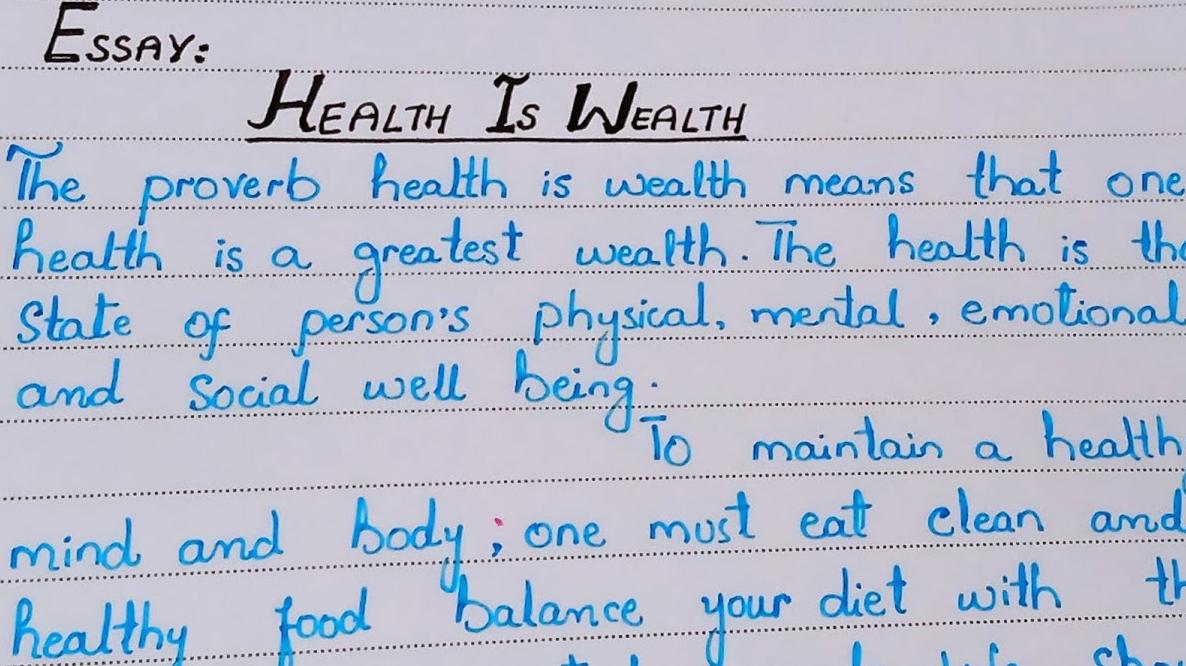 ESSAY:
HEALTH IS WEALTH
The proverb health is wealth means that one
health is a greatest wealth. The health is the
State of person's physical, mental, emotional
and Social well being.
To maintain a health
mind and body; one must eat clean and
healthy food balance your diet with th